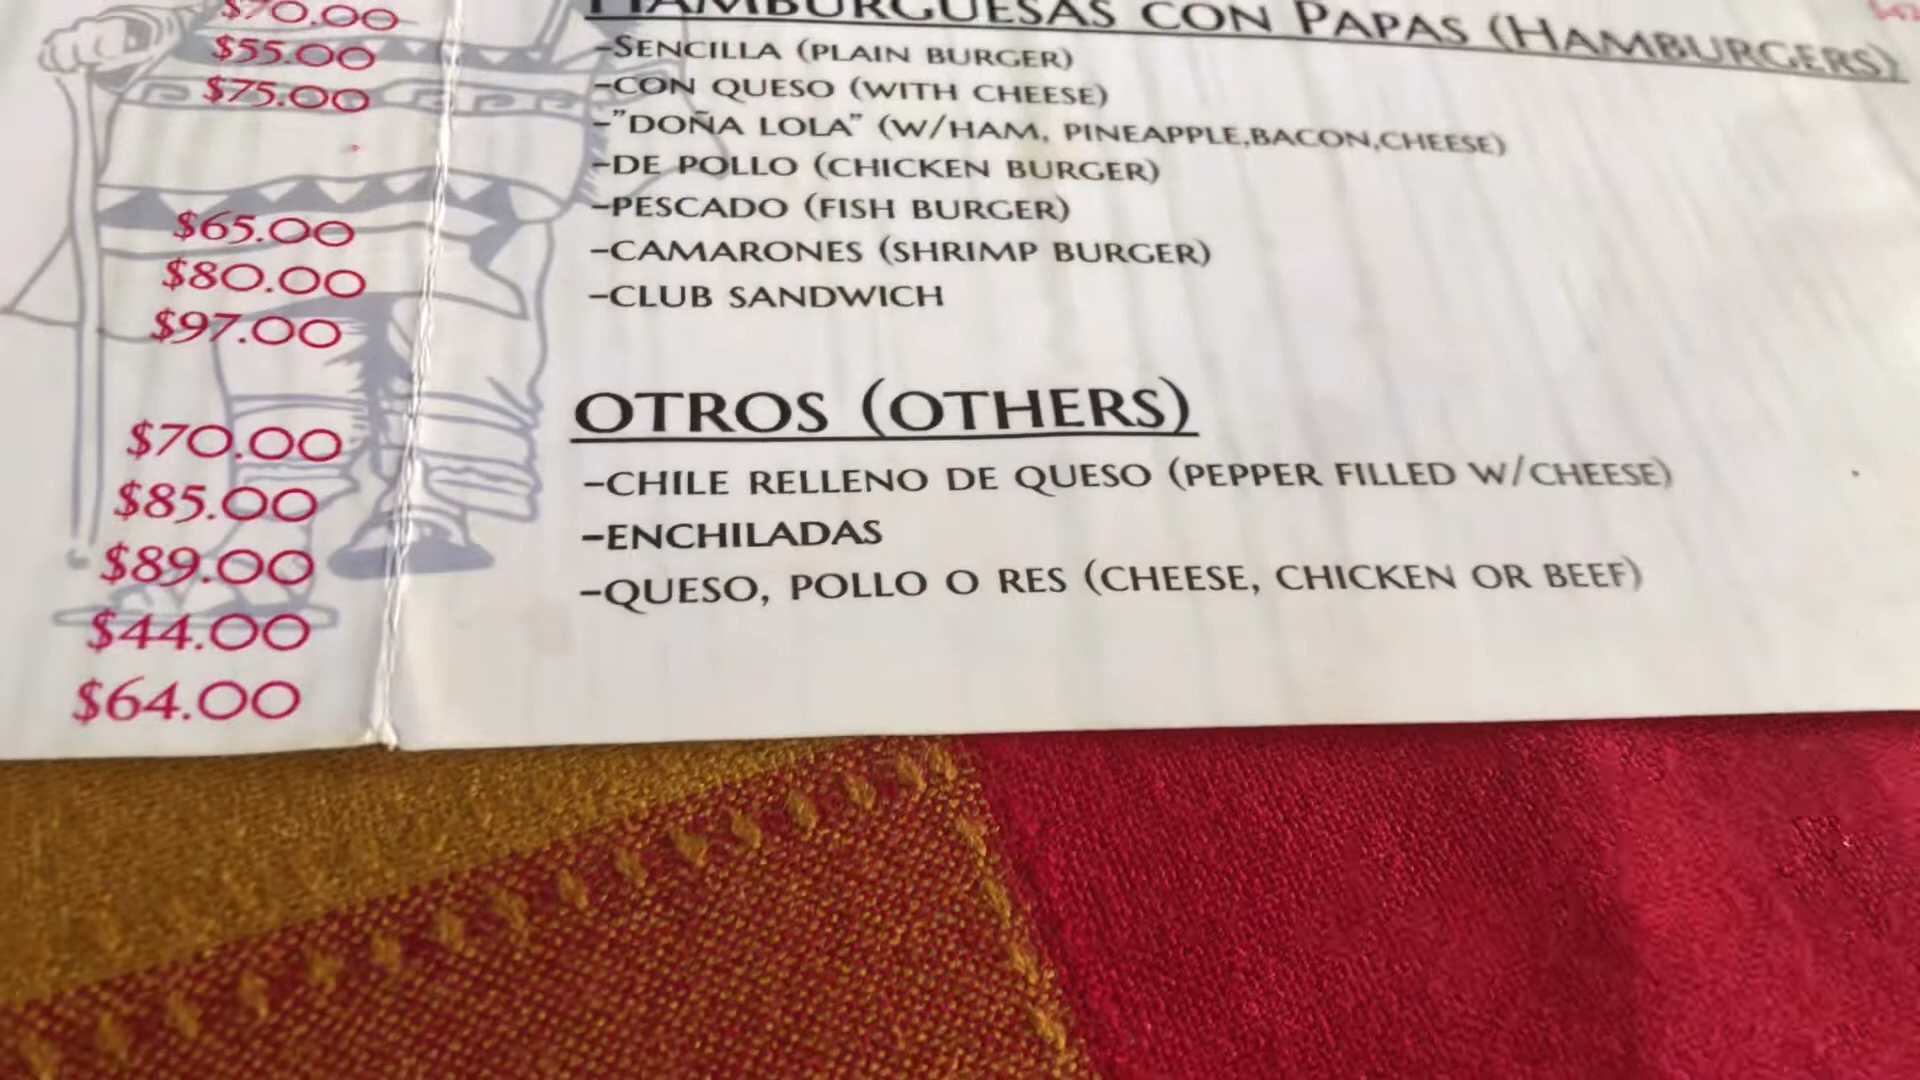 $70.00
$55.00
$75.00
$65.00
$80.00
$97.00
$70.00
$85.00
$89.00
$44.00
$64.00
HAMBURGUESAS CON PAPAS (HAMBURGERS)
-SENCILLA (PLAIN BURGER)
-CON QUESO (WITH CHEESE)
-"DOÑA LOLA" (W/HAM, PINEAPPLE,BACON,CHEESE)
-DE POLLO (CHICKEN BURGER)
-PESCADO (FISH BURGER)
-CAMARONES (SHRIMP BURGER)
-CLUB SANDWICH
OTROS (OTHERS)
-CHILE RELLENO DE QUESO (PEPPER FILLED W/CHEESE)
-ENCHILADAS
-QUESO, POLLO O RES (CHEESE, CHICKEN OR BEEF)